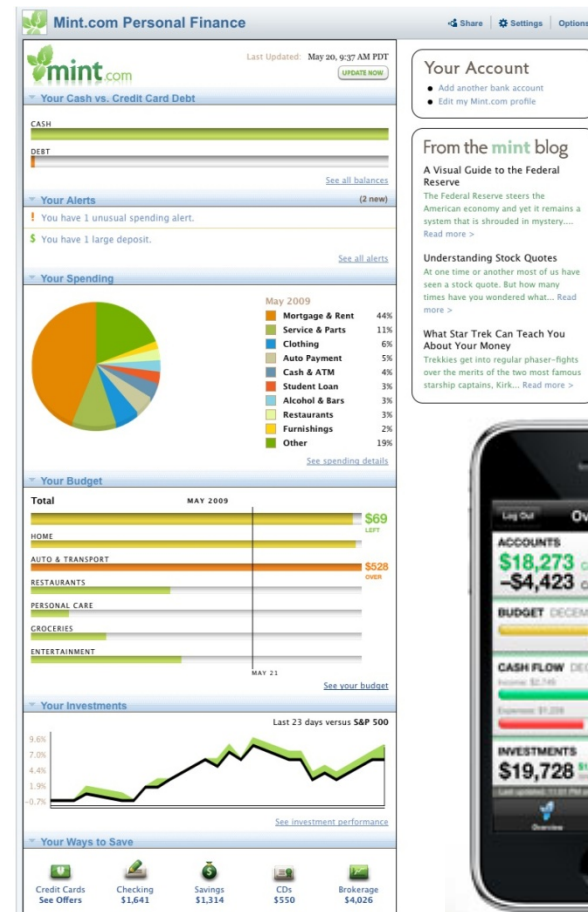 Mint.com Personal Finance
Share Settings Options
mint.com
Last Updated: May 20, 9:37 AM PDT
UPDATE NOW
Your Cash vs. Credit Card Debt
CASH
DEBT
See all balances
Your Alerts (2 new)
! You have 1 unusual spending alert.
$ You have 1 large deposit.
See all alerts
Your Spending
May 2009
Mortgage & Rent 44%
Service & Parts 11%
Clothing 6%
Auto Payment 5%
Cash & ATM 4%
Student Loan 3%
Alcohol & Bars 3%
Restaurants 3%
Furnishings 2%
Other 19%
See spending details
Your Budget
Total MAY 2009
$69
LEFT
HOME
AUTO & TRANSPORT
$528
OVER
RESTAURANTS
PERSONAL CARE
GROCERIES
ENTERTAINMENT
MAY 21
See your budget
Your Investments
Last 23 days versus S&P 500
9.6%
7.0%
4.4%
1.9%
-0.7%
See investment performance
Your Ways to Save
Credit Cards
See Offers
Checking
$1,641
Savings
$1,314
CDs
$550
Brokerage
$4,026
Your Account
Add another bank account
Edit my Mint.com profile
From the mint blog
A Visual Guide to the Federal
Reserve
The Federal Reserve steers the
American economy and yet it remains a
system that is shrouded in mystery....
Read more >
Understanding Stock Quotes
At one time or another most of us have
seen a stock quote. But how many
times have you wondered what... Read
more >
What Star Trek Can Teach You
About Your Money
Trekkies get into regular phaser-fights
over the merits of the two most famous
starship captains, Kirk... Read more >
Log Out
Ov
ACCOUNTS
$18,273
-$4,423
BUDGET DECEM
CASH FLOW DEC
Income: $2,746
Expenses: $1,208
INVESTMENTS
$19,728
Overview